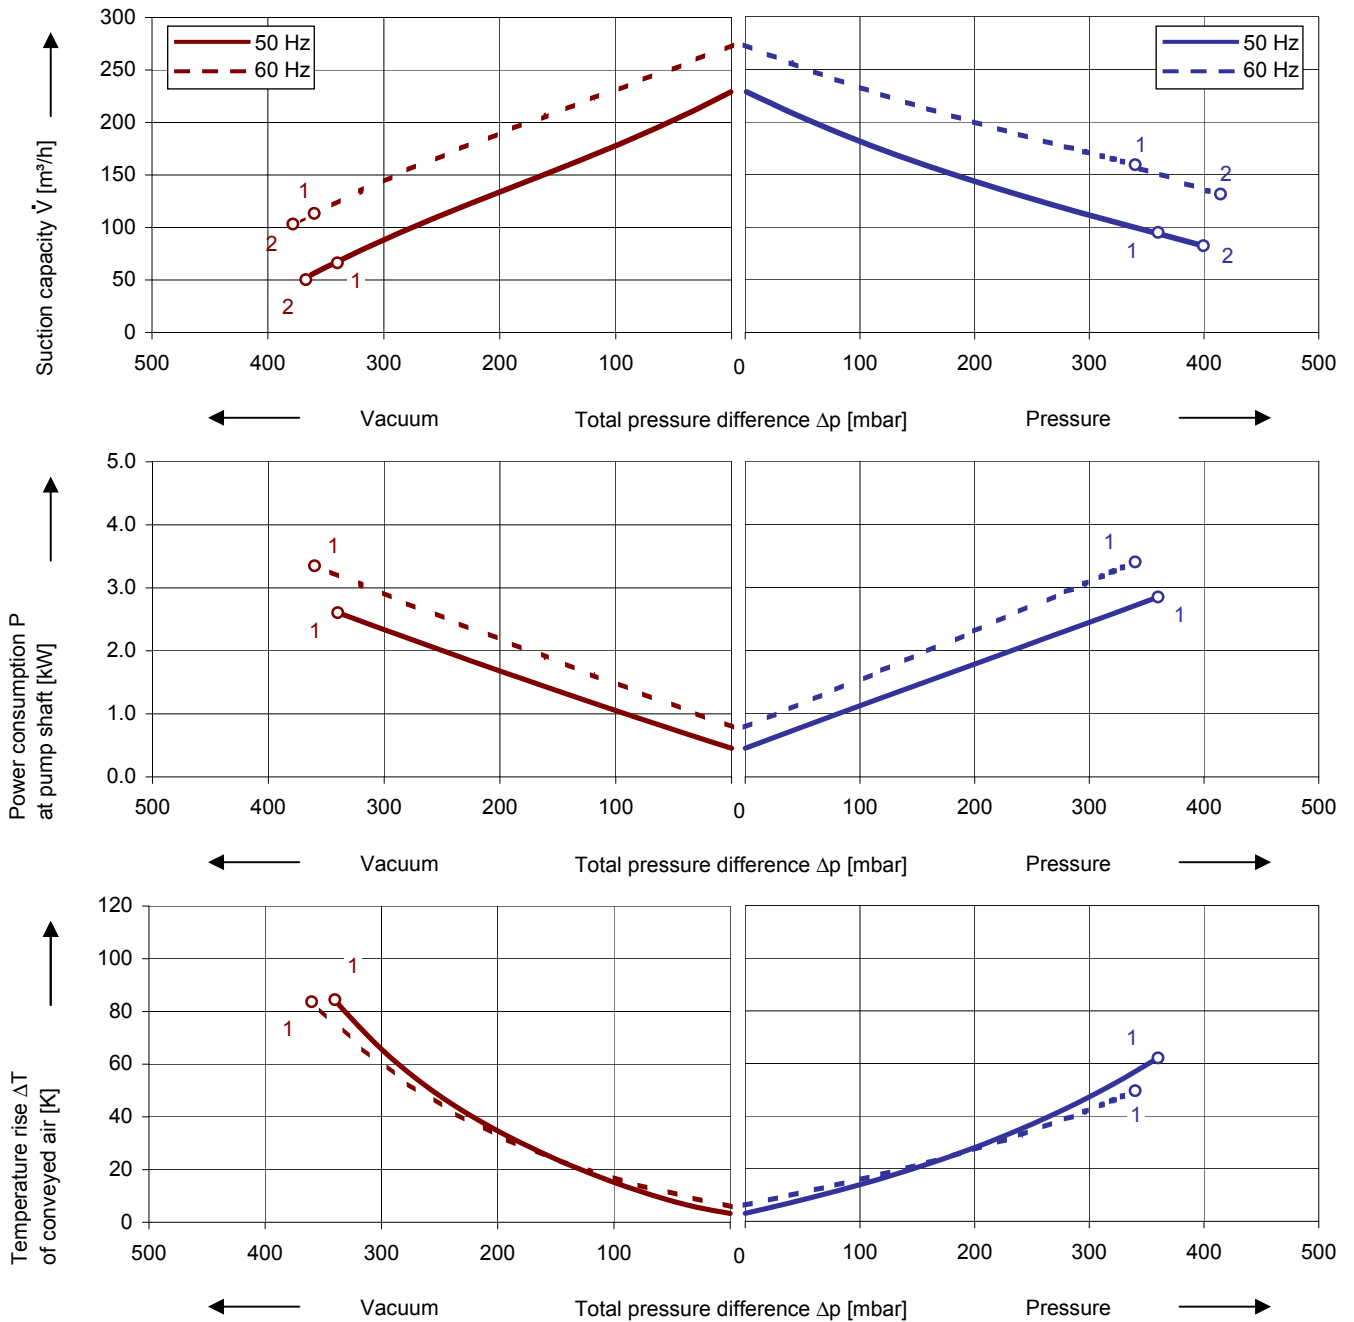 Suction capacity V̇ [m³/h]
300
250
200
150
100
50
0
50 Hz
60 Hz
50 Hz
60 Hz
1
2
1
2
1
2
1
2
500 400 300 200 100 0 100 200 300 400 500
Vacuum Total pressure difference Δp [mbar] Pressure
Power consumption P
at pump shaft [kW]
5.0
4.0
3.0
2.0
1.0
0.0
1
1
1
1
500 400 300 200 100 0 100 200 300 400 500
Vacuum Total pressure difference Δp [mbar] Pressure
Temperature rise ΔT
of conveyed air [K]
120
100
80
60
40
20
0
1
1
1
1
500 400 300 200 100 0 100 200 300 400 500
Vacuum Total pressure difference Δp [mbar] Pressure